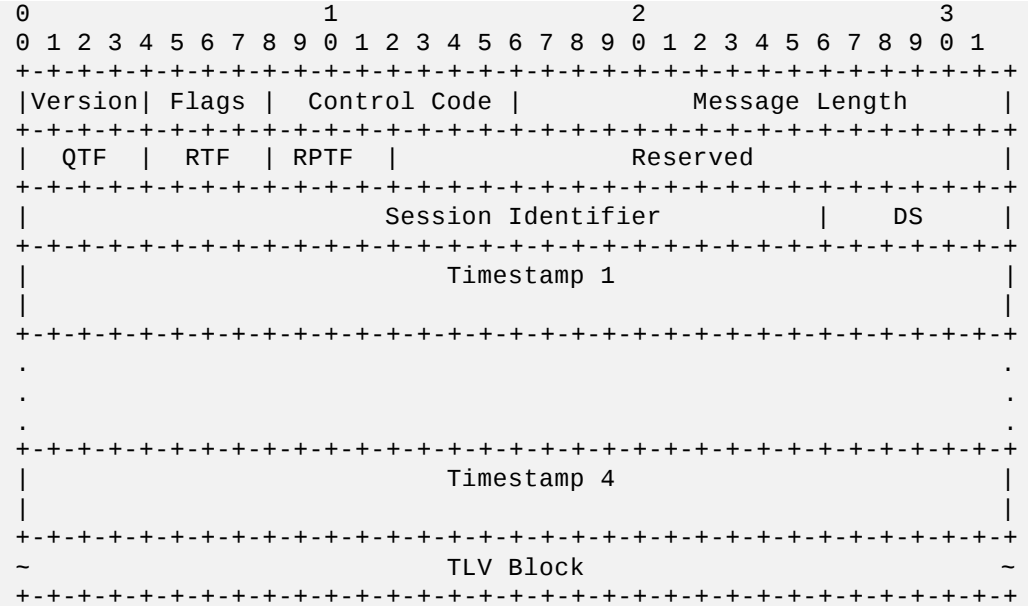 0                   1                   2                   3
0 1 2 3 4 5 6 7 8 9 0 1 2 3 4 5 6 7 8 9 0 1 2 3 4 5 6 7 8 9 0 1
+-+-+-+-+-+-+-+-+-+-+-+-+-+-+-+-+-+-+-+-+-+-+-+-+-+-+-+-+-+-+-+-+
|Version| Flags |  Control Code |           Message Length      |
+-+-+-+-+-+-+-+-+-+-+-+-+-+-+-+-+-+-+-+-+-+-+-+-+-+-+-+-+-+-+-+-+
|  QTF  |  RTF  | RPTF  |               Reserved                |
+-+-+-+-+-+-+-+-+-+-+-+-+-+-+-+-+-+-+-+-+-+-+-+-+-+-+-+-+-+-+-+-+
|                       Session Identifier          |    DS     |
+-+-+-+-+-+-+-+-+-+-+-+-+-+-+-+-+-+-+-+-+-+-+-+-+-+-+-+-+-+-+-+-+
|                           Timestamp 1                         |
|                                                               |
+-+-+-+-+-+-+-+-+-+-+-+-+-+-+-+-+-+-+-+-+-+-+-+-+-+-+-+-+-+-+-+-+
.                                                               .
.                                                               .
.                                                               .
+-+-+-+-+-+-+-+-+-+-+-+-+-+-+-+-+-+-+-+-+-+-+-+-+-+-+-+-+-+-+-+-+
|                           Timestamp 4                         |
|                                                               |
+-+-+-+-+-+-+-+-+-+-+-+-+-+-+-+-+-+-+-+-+-+-+-+-+-+-+-+-+-+-+-+-+
~                           TLV Block                           ~
+-+-+-+-+-+-+-+-+-+-+-+-+-+-+-+-+-+-+-+-+-+-+-+-+-+-+-+-+-+-+-+-+